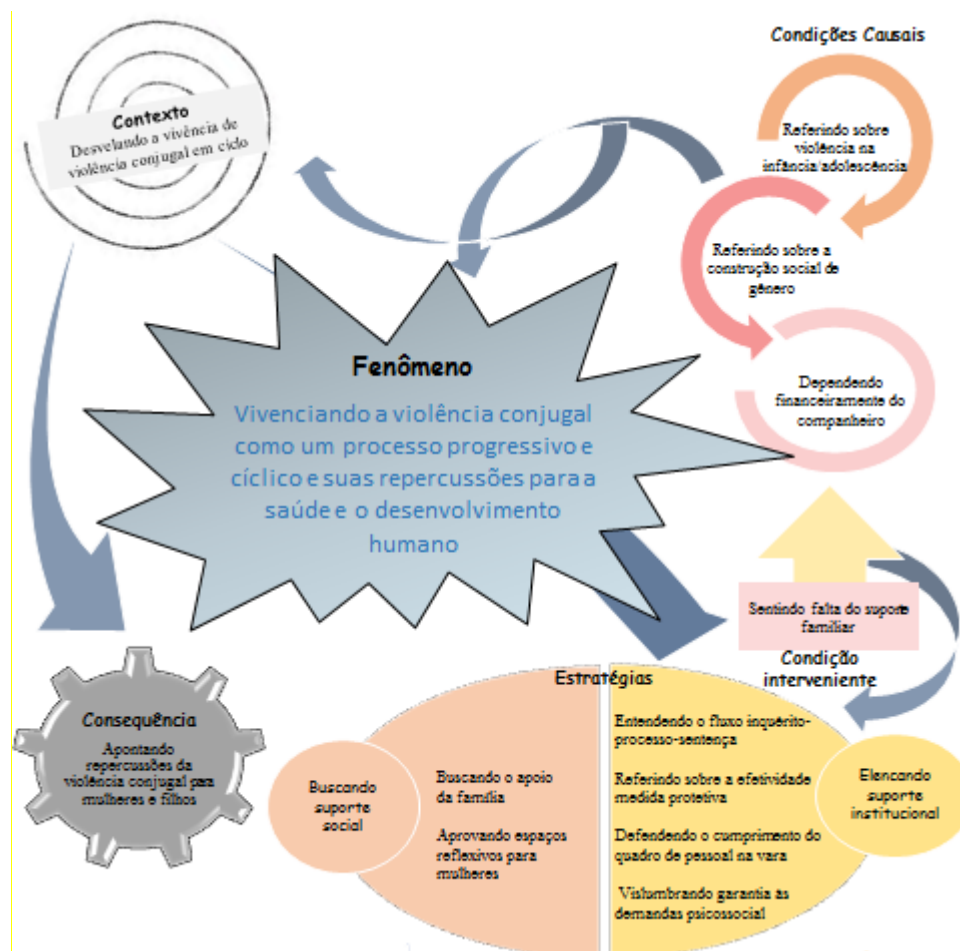 Condições Causais
Contexto
Desvelando a vivência de
violência conjugal em ciclo
Referindo sobre
violência na
infância/adolescência
Referindo sobre a
construção social de
gênero
Dependendo
financeiramente do
companheiro
Fenômeno
Vivenciando a violência conjugal
como um processo progressivo e
cíclico e suas repercussões para a
saúde e o desenvolvimento
humano
Sentindo falta do suporte
familiar
Condição
interveniente
Consequência
Apontando
repercussões da
violência conjugal para
mulheres e filhos
Estratégias
Buscando
suporte
social
Buscando o apoio
da família
Aprovando espaços
reflexivos para
mulheres
Entendendo o fluxo inquérito-
processo-sentença
Referindo sobre a efetividade
medida protetiva
Defendendo o cumprimento do
quadro de pessoal na vara
Vislumbrando garantia às
demandas psicossocial
Elencando
suporte
institucional